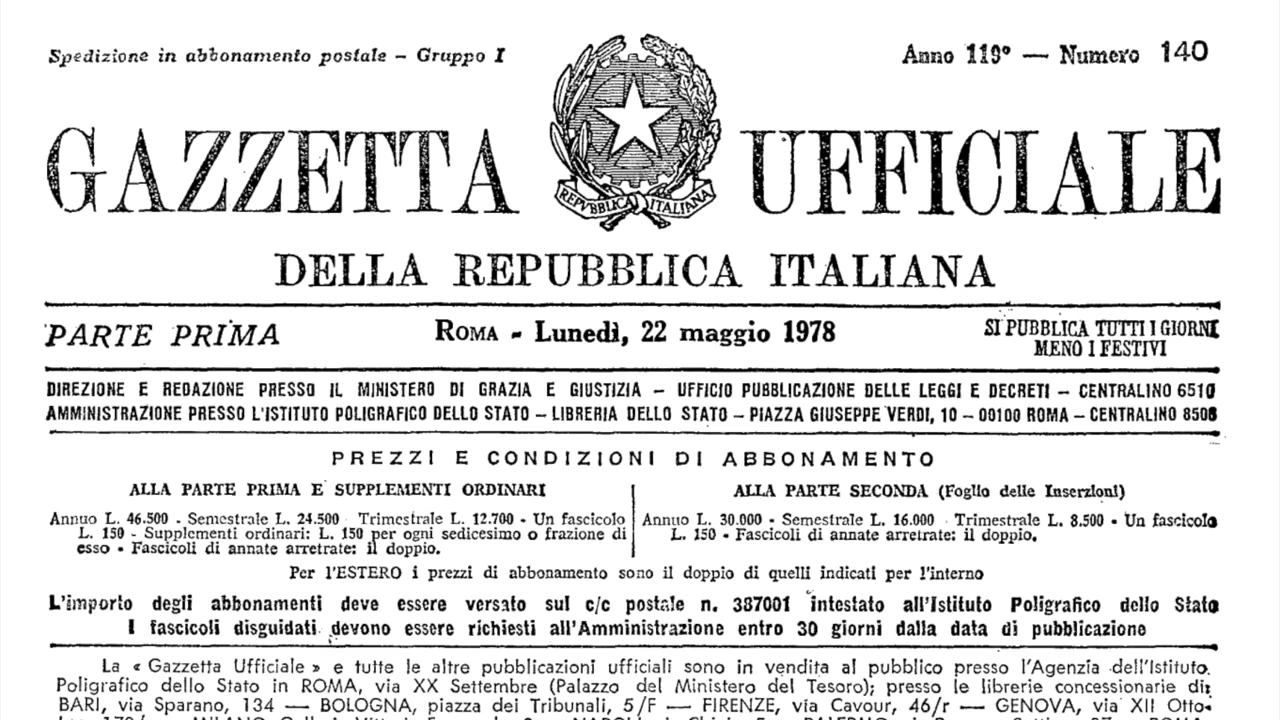 Spedizione in abbonamento postale – Gruppo I
Anno 119° — Numero 140
GAZZETTA UFFICIALE
REPVBBLICA ITALIANA
DELLA REPUBBLICA ITALIANA
PARTE PRIMA
ROMA - Lunedì, 22 maggio 1978
SI PUBBLICA TUTTI I GIORNI
MENO I FESTIVI
DIREZIONE E REDAZIONE PRESSO IL MINISTERO DI GRAZIA E GIUSTIZIA – UFFICIO PUBBLICAZIONE DELLE LEGGI E DECRETI – CENTRALINO 6510
AMMINISTRAZIONE PRESSO L'ISTITUTO POLIGRAFICO DELLO STATO – LIBRERIA DELLO STATO – PIAZZA GIUSEPPE VERDI, 10 – 00100 ROMA – CENTRALINO 8508
PREZZI E CONDIZIONI DI ABBONAMENTO
ALLA PARTE PRIMA E SUPPLEMENTI ORDINARI
Annuo L. 46.500 - Semestrale L. 24.500 Trimestrale L. 12.700 - Un fascicolo
L. 150 - Supplementi ordinari: L. 150 per ogni sedicesimo o frazione di
esso - Fascicoli di annate arretrate: il doppio.
ALLA PARTE SECONDA (Foglio delle Inserzioni)
Annuo L. 30.000 - Semestrale L. 16.000 Trimestrale L. 8.500 - Un fascicolo
L. 150 - Fascicoli di annate arretrate: il doppio.
Per l'ESTERO i prezzi di abbonamento sono il doppio di quelli indicati per l'interno
L'importo degli abbonamenti deve essere versato sul c/c postale n. 387001 intestato all'Istituto Poligrafico dello Stato
I fascicoli disguidati devono essere richiesti all'Amministrazione entro 30 giorni dalla data di pubblicazione
La « Gazzetta Ufficiale » e tutte le altre pubblicazioni ufficiali sono in vendita al pubblico presso l'Agenzia dell'Istituto
Poligrafico dello Stato in ROMA, via XX Settembre (Palazzo del Ministero del Tesoro); presso le librerie concessionarie di:
BARI, via Sparano, 134 — BOLOGNA, piazza dei Tribunali, 5/F — FIRENZE, via Cavour, 46/r — GENOVA, via XII Otto-